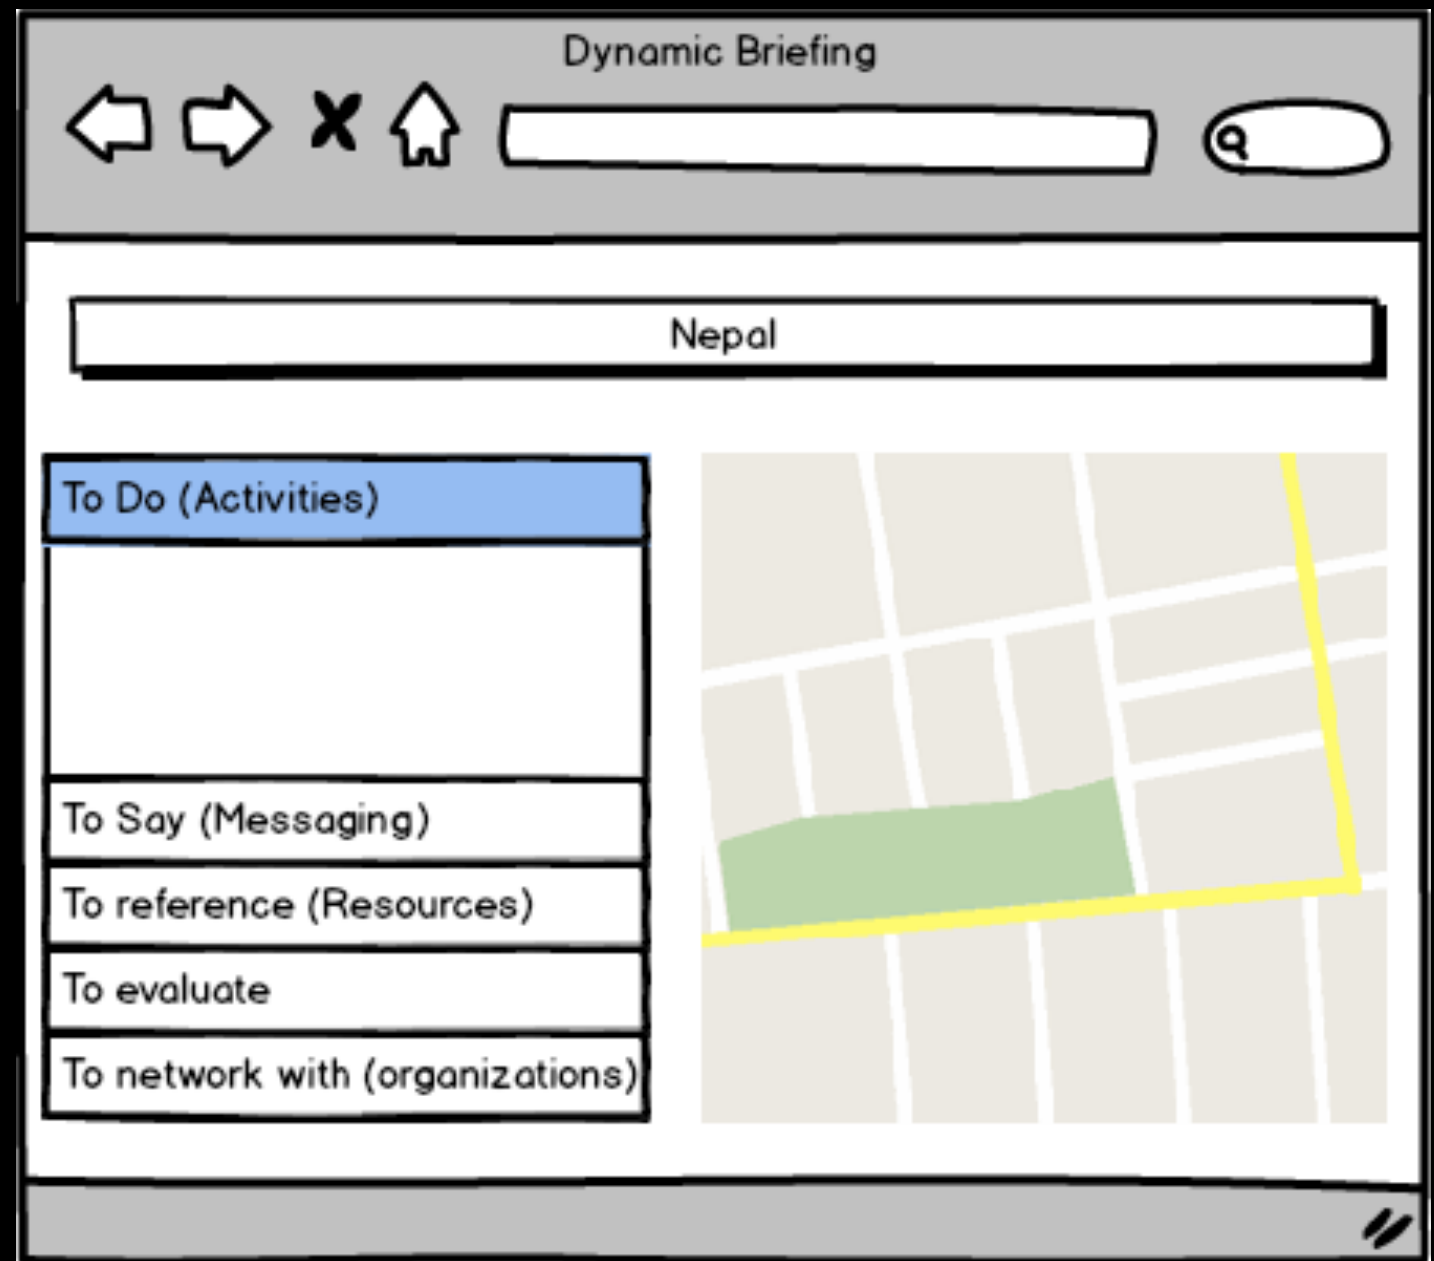 Dynamic Briefing
Nepal
To Do (Activities)
To Say (Messaging)
To reference (Resources)
To evaluate
To network with (organizations)